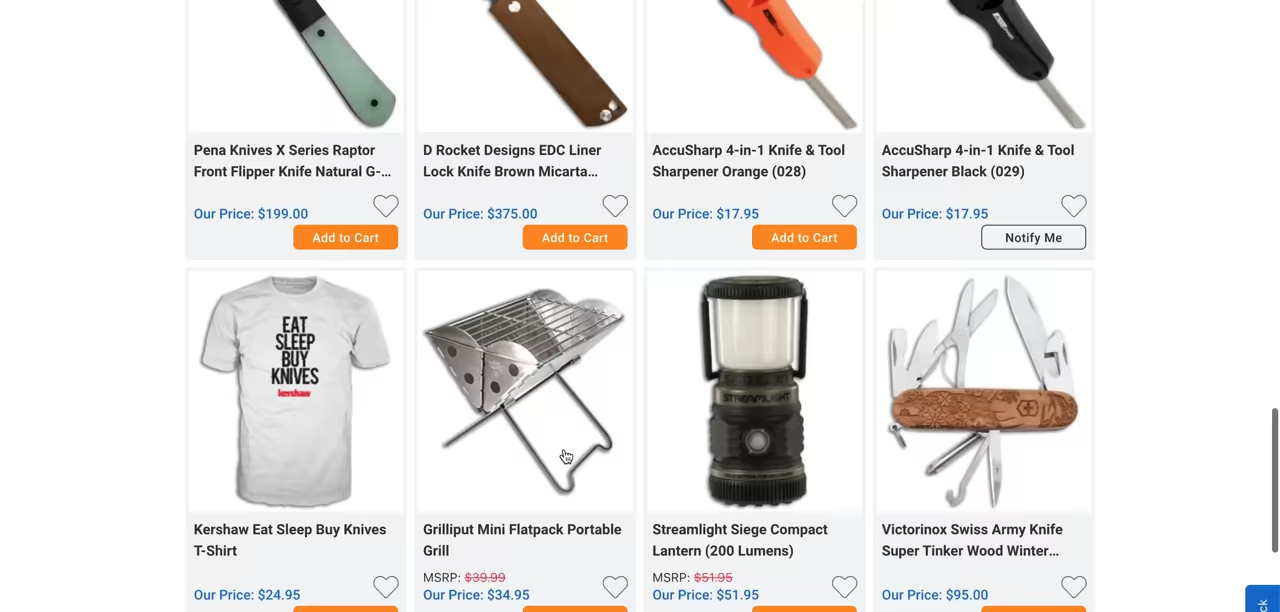 Pena Knives X Series Raptor
Front Flipper Knife Natural G-...
Our Price: $199.00
Add to Cart
D Rocket Designs EDC Liner
Lock Knife Brown Micarta...
Our Price: $375.00
Add to Cart
AccuSharp 4-in-1 Knife & Tool
Sharpener Orange (028)
Our Price: $17.95
Add to Cart
AccuSharp 4-in-1 Knife & Tool
Sharpener Black (029)
Our Price: $17.95
Notify Me
EAT
SLEEP
BUY
KNIVES
kershaw
Kershaw Eat Sleep Buy Knives
T-Shirt
Our Price: $24.95
Grilliput Mini Flatpack Portable
Grill
MSRP: $39.99
Our Price: $34.95
STREAMLIGHT
Streamlight Siege Compact
Lantern (200 Lumens)
MSRP: $51.95
Our Price: $51.95
Victorinox Swiss Army Knife
Super Tinker Wood Winter...
Our Price: $95.00